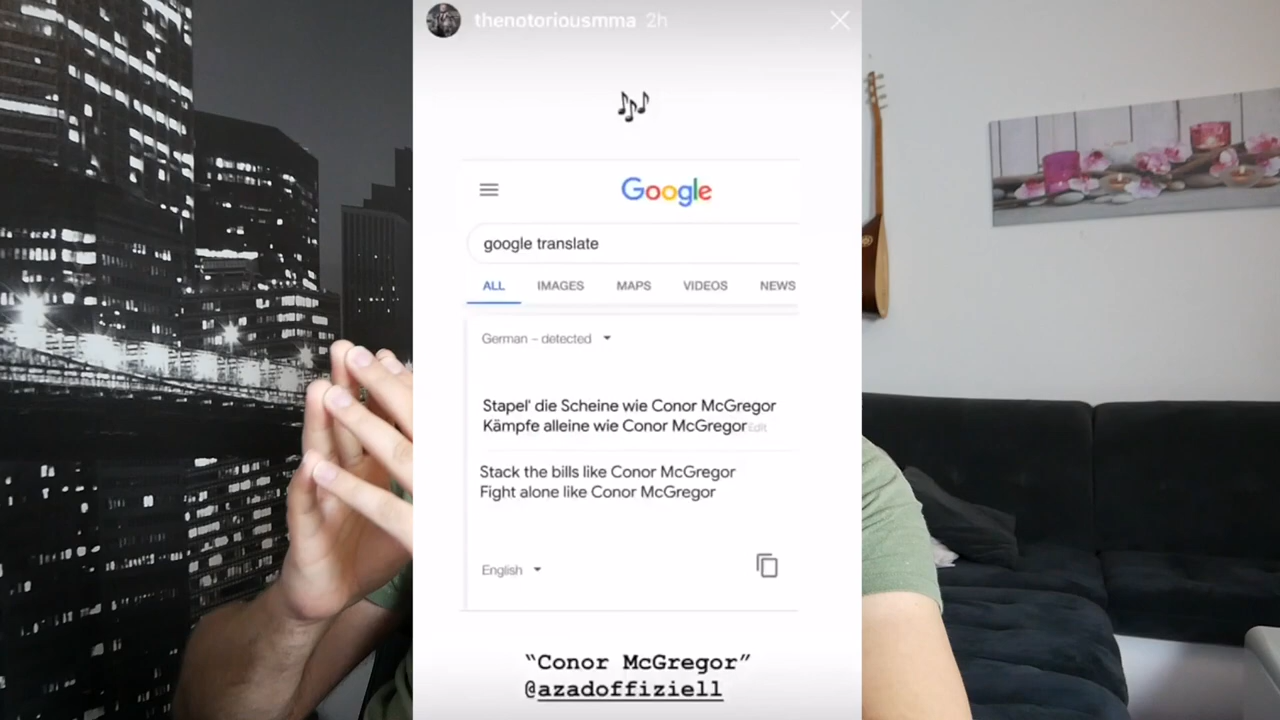 thenotoriousmma 2h
Google
google translate
ALL IMAGES MAPS VIDEOS NEWS
German – detected
Stapel' die Scheine wie Conor McGregor
Kämpfe alleine wie Conor McGregor Edit
Stack the bills like Conor McGregor
Fight alone like Conor McGregor
English
“Conor McGregor”
@azadoffiziell